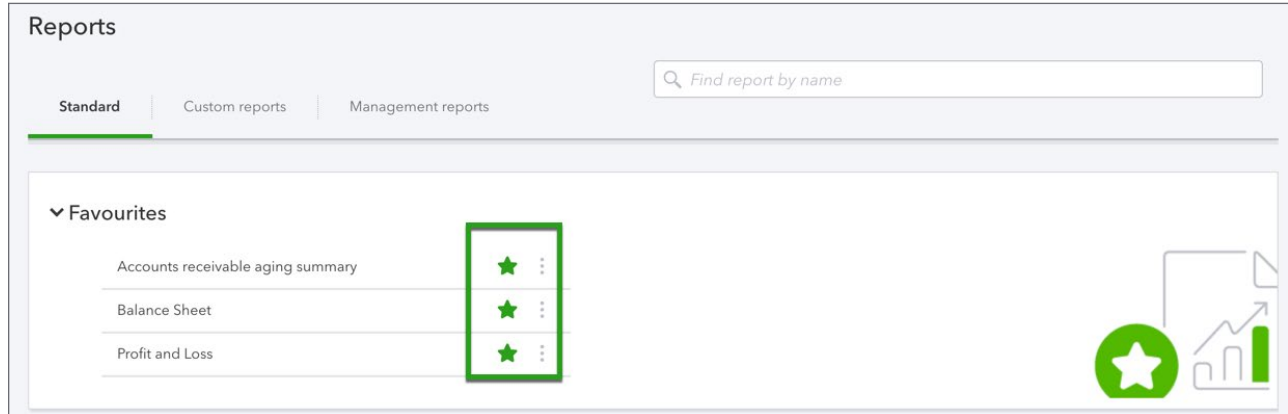 Reports
Find report by name
Standard
Custom reports
Management reports
Favourites
Accounts receivable aging summary
Balance Sheet
Profit and Loss